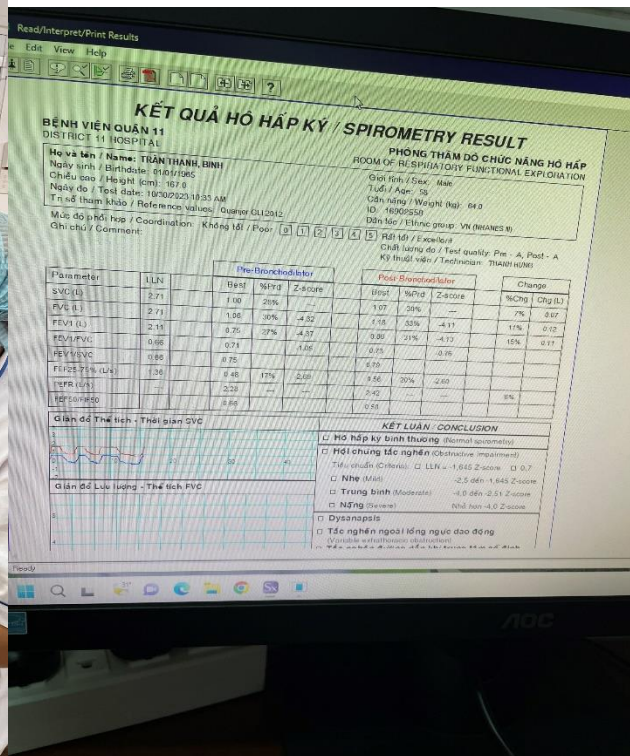 Read/Interpret/Print Results
Edit View Help
KẾT QUẢ HÔ HẤP KÝ / SPIROMETRY RESULT
BỆNH VIỆN QUẬN 11
DISTRICT 11 HOSPITAL
PHÒNG THĂM DÒ CHỨC NĂNG HÔ HẤP
ROOM OF RESPIRATORY FUNCTIONAL EXPLORATION
Họ và tên / Name: TRẦN THANH, BINH
Ngày sinh / Birthdate: 01/01/1965
Chiều cao / Height (cm): 167.0
Ngày đo / Test date: 10/30/2023 10:33 AM
Trị số tham khảo / Reference values: Quanjer GLI 2012
Giới tính / Sex: Male
Tuổi / Age: 58
Cân nặng / Weight (kg): 64.0
ID: 16902550
Dân tộc / Ethnic group: VN (NHANES III)
Mức độ phối hợp / Coordination: Không tốt / Poor 0 1 2 3 4 5 Rất tốt / Excellent
Ghi chú / Comment:
Chất lượng đo / Test quality: Pre - A, Post - A
Kỹ thuật viên / Technician: THANH HUNG
Pre-Bronchodilator Post-Bronchodilator Change
Parameter LLN Best %Prd Z-score Best %Prd Z-score %Chg Chg (L)
SVC (L) 2.71 1.00 28% --- 1.07 30% --- 7% 0.07
FVC (L) 2.71 1.06 30% -4.32 1.18 33% -4.11 11% 0.12
FEV1 (L) 2.11 0.75 27% -4.37 0.86 31% -4.13 15% 0.11
FEV1/FVC 0.66 0.71 -1.09 0.73 -0.76
FEV1/SVC 0.66 0.75
FEF25-75% (L/s) 1.36 0.48 17% 0.56 20% -2.60
PEFR (L/s) --- 2.28 --- --- 2.42 --- ---
FEF50/FIF50
Giản đồ Thể tích - Thời gian SVC
Giản đồ Lưu lượng - Thể tích FVC
KẾT LUẬN / CONCLUSION
Hô hấp ký bình thường (Normal spirometry)
Hội chứng tắc nghẽn (Obstructive impairment)
Tiêu chuẩn (Criteria): LLN = -1,645 Z-score 0,7
Nhẹ (Mild) -2,5 đến -1,645 Z-score
Trung bình (Moderate) -4,0 đến -2,51 Z-score
Nặng (Severe) Nhỏ hơn -4,0 Z-score
Dysanapsis
Tắc nghẽn ngoài lồng ngực dao động
(Variable extrathoracic obstruction)
Ready
AOC